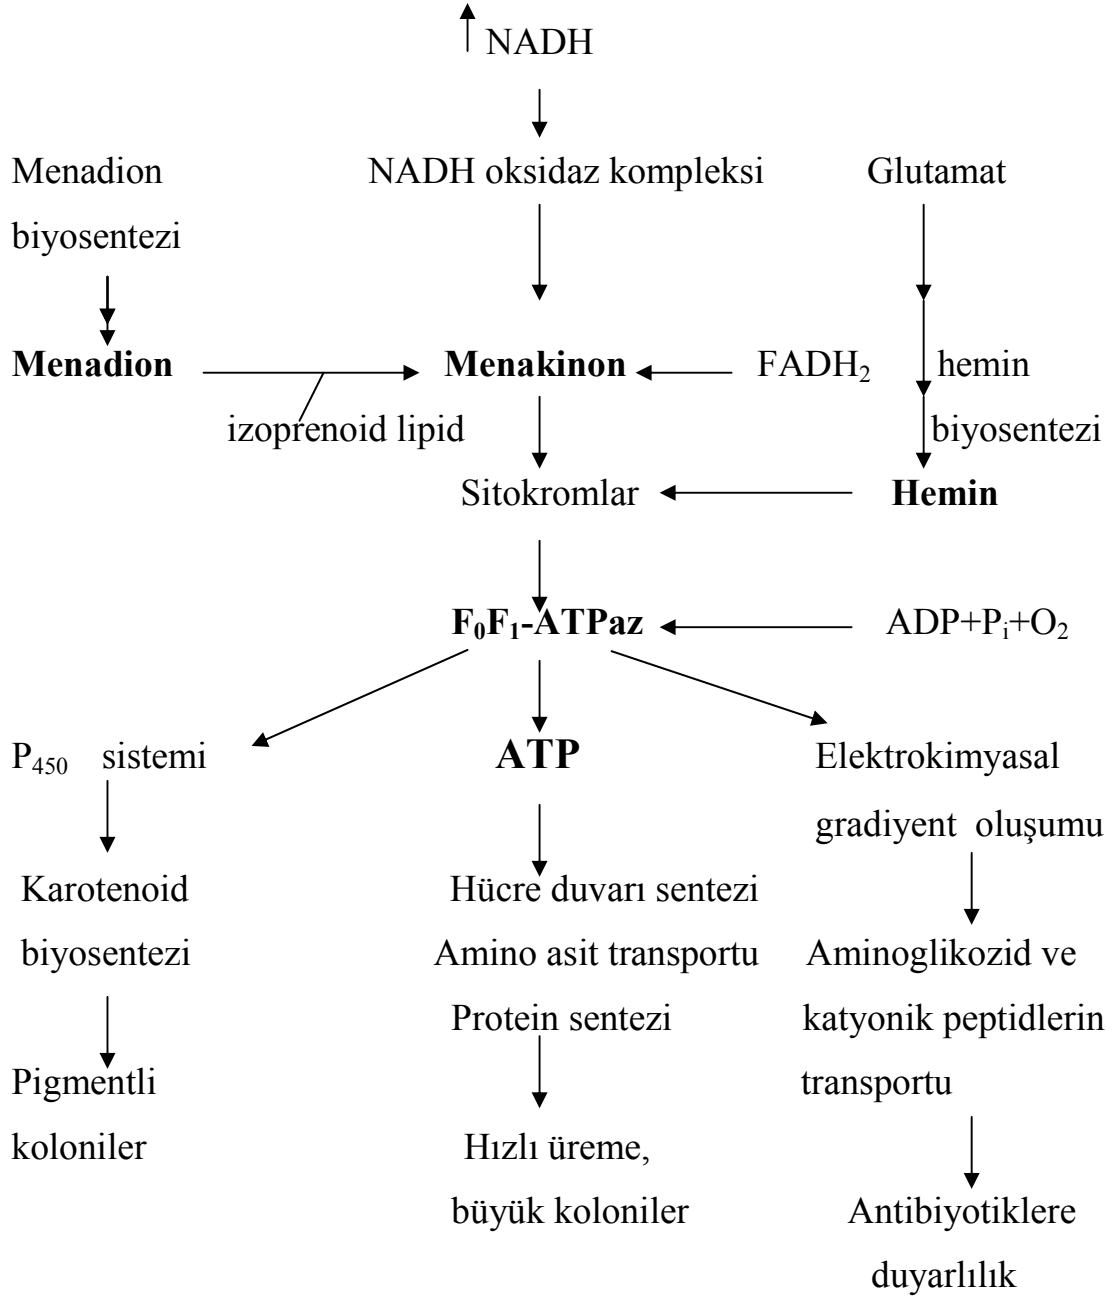 NADH
Menadion
biyosentezi
NADH oksidaz kompleksi
Glutamat
Menadion
Menakinon
FADH₂
hemin
biyosentezi
izoprenoid lipid
Sitokromlar
Hemin
F₀F₁-ATPaz
ADP+Pᵢ+O₂
P₄₅₀ sistemi
ATP
Elektrokimyasal
gradiyent oluşumu
Karotenoid
biyosentezi
Hücre duvarı sentezi
Amino asit transportu
Protein sentezi
Aminoglikozid ve
katyonik peptidlerin
transportu
Pigmentli
koloniler
Hızlı üreme,
büyük koloniler
Antibiyotiklere
duyarlılık